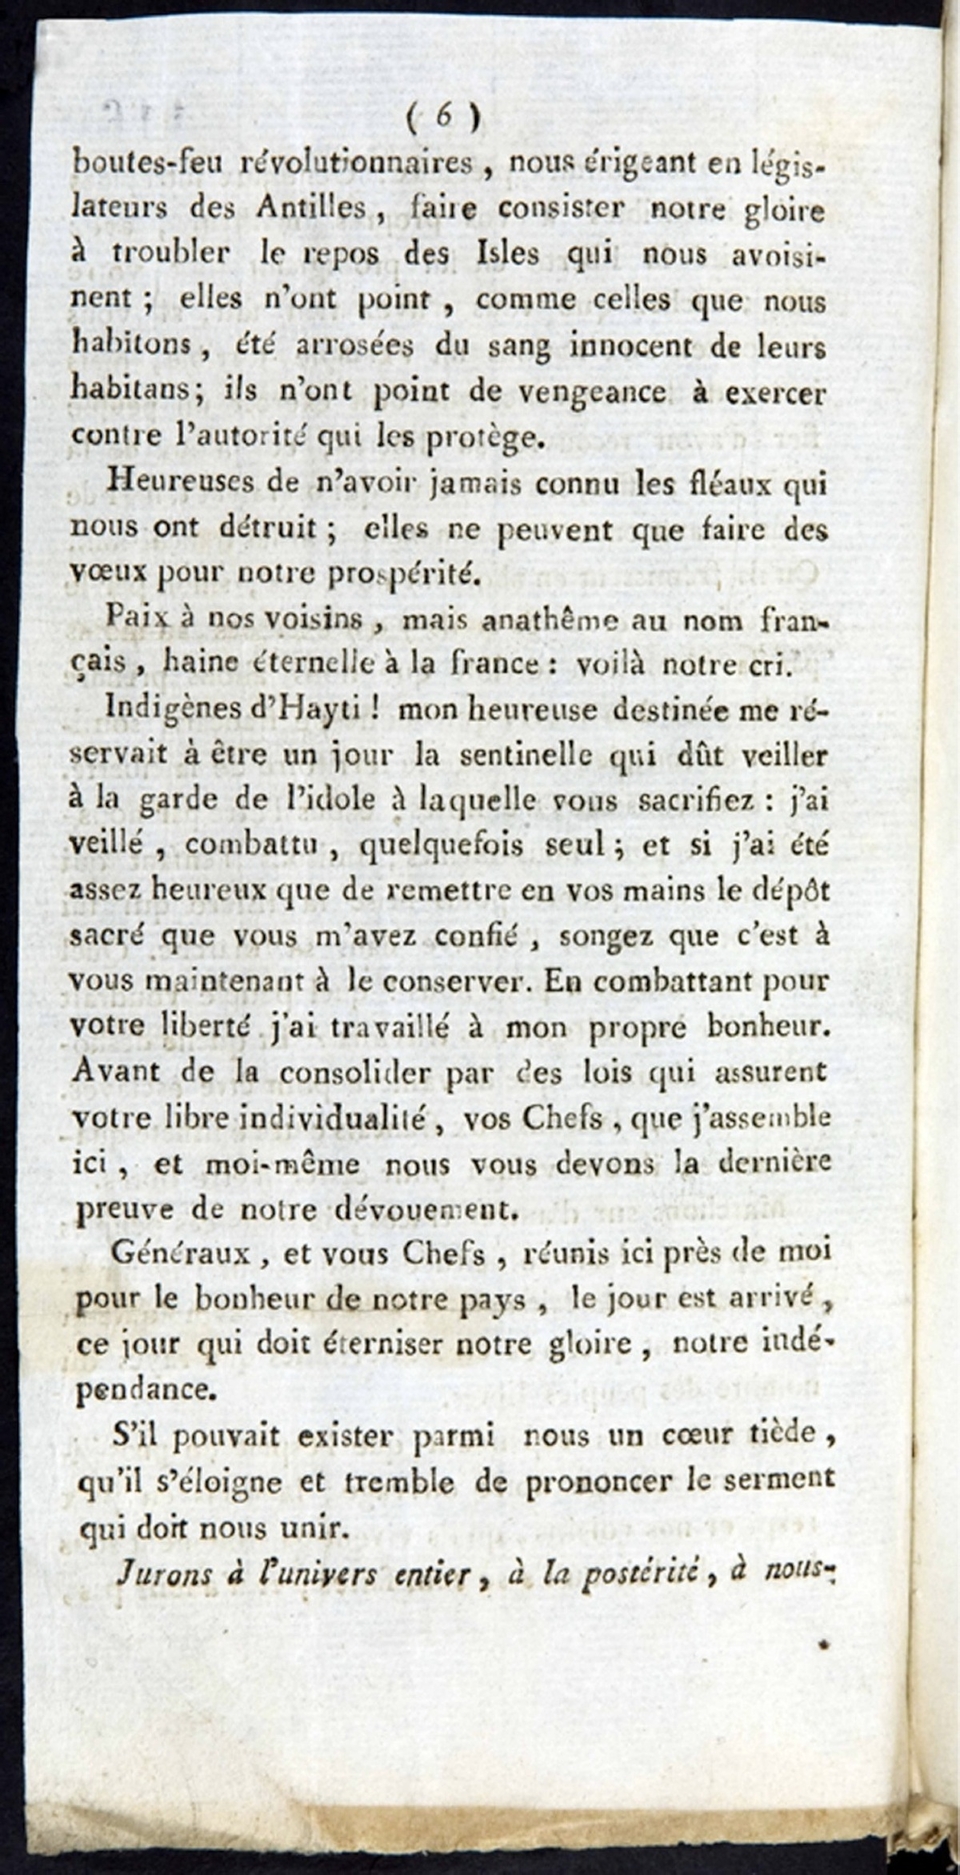 ( 6 )
boutes-feu révolutionnaires , nous érigeant en légis-
lateurs des Antilles , faire consister notre gloire
à troubler le repos des Isles qui nous avoisi-
nent ; elles n'ont point , comme celles que nous
habitons , été arrosées du sang innocent de leurs
habitans; ils n'ont point de vengeance à exercer
contre l'autorité qui les protège.
Heureuses de n'avoir jamais connu les fléaux qui
nous ont détruit ; elles ne peuvent que faire des
vœux pour notre prospérité.
Paix à nos voisins , mais anathême au nom fran-
çais , haine éternelle à la france : voilà notre cri.
Indigènes d'Hayti ! mon heureuse destinée me ré-
servait à être un jour la sentinelle qui dût veiller
à la garde de l'idole à laquelle vous sacrifiez : j'ai
veillé , combattu , quelquefois seul ; et si j'ai été
assez heureux que de remettre en vos mains le dépôt
sacré que vous m'avez confié , songez que c'est à
vous maintenant à le conserver. En combattant pour
votre liberté j'ai travaillé à mon propre bonheur.
Avant de la consolider par des lois qui assurent
votre libre individualité , vos Chefs , que j'assemble
ici , et moi-même nous vous devons la dernière
preuve de notre dévouement.
Généraux , et vous Chefs , réunis ici près de moi
pour le bonheur de notre pays , le jour est arrivé ,
ce jour qui doit éterniser notre gloire , notre indé-
pendance.
S'il pouvait exister parmi nous un cœur tiède ,
qu'il s'éloigne et tremble de prononcer le serment
qui doit nous unir.
Jurons à l'univers entier , à la postérité , à nous-